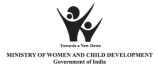 Towards a New Dawn
MINISTRY OF WOMEN AND CHILD DEVELOPMENT
Government of India